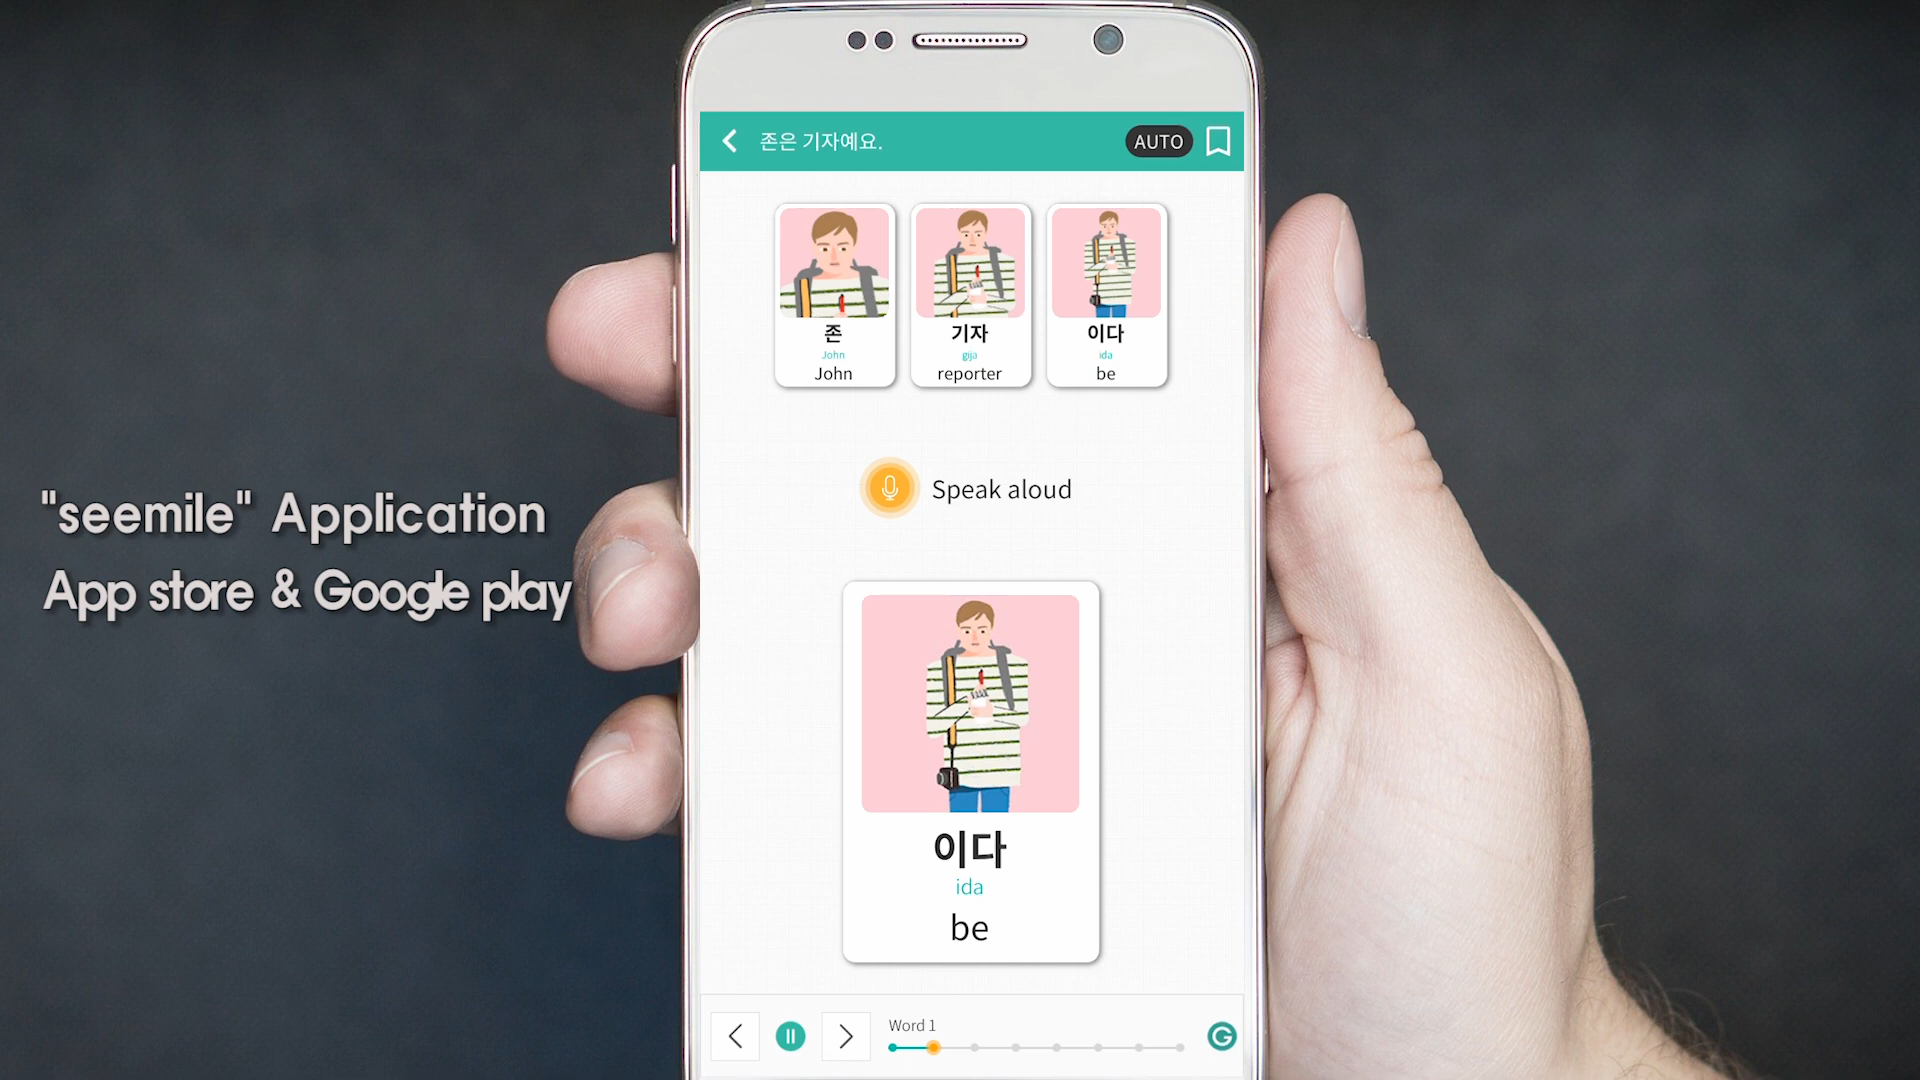 "seemile" Application
App store & Google play
존은 기자예요.
AUTO
존
John
John
기자
gija
reporter
이다
ida
be
Speak aloud
이다
ida
be
Word 1
G